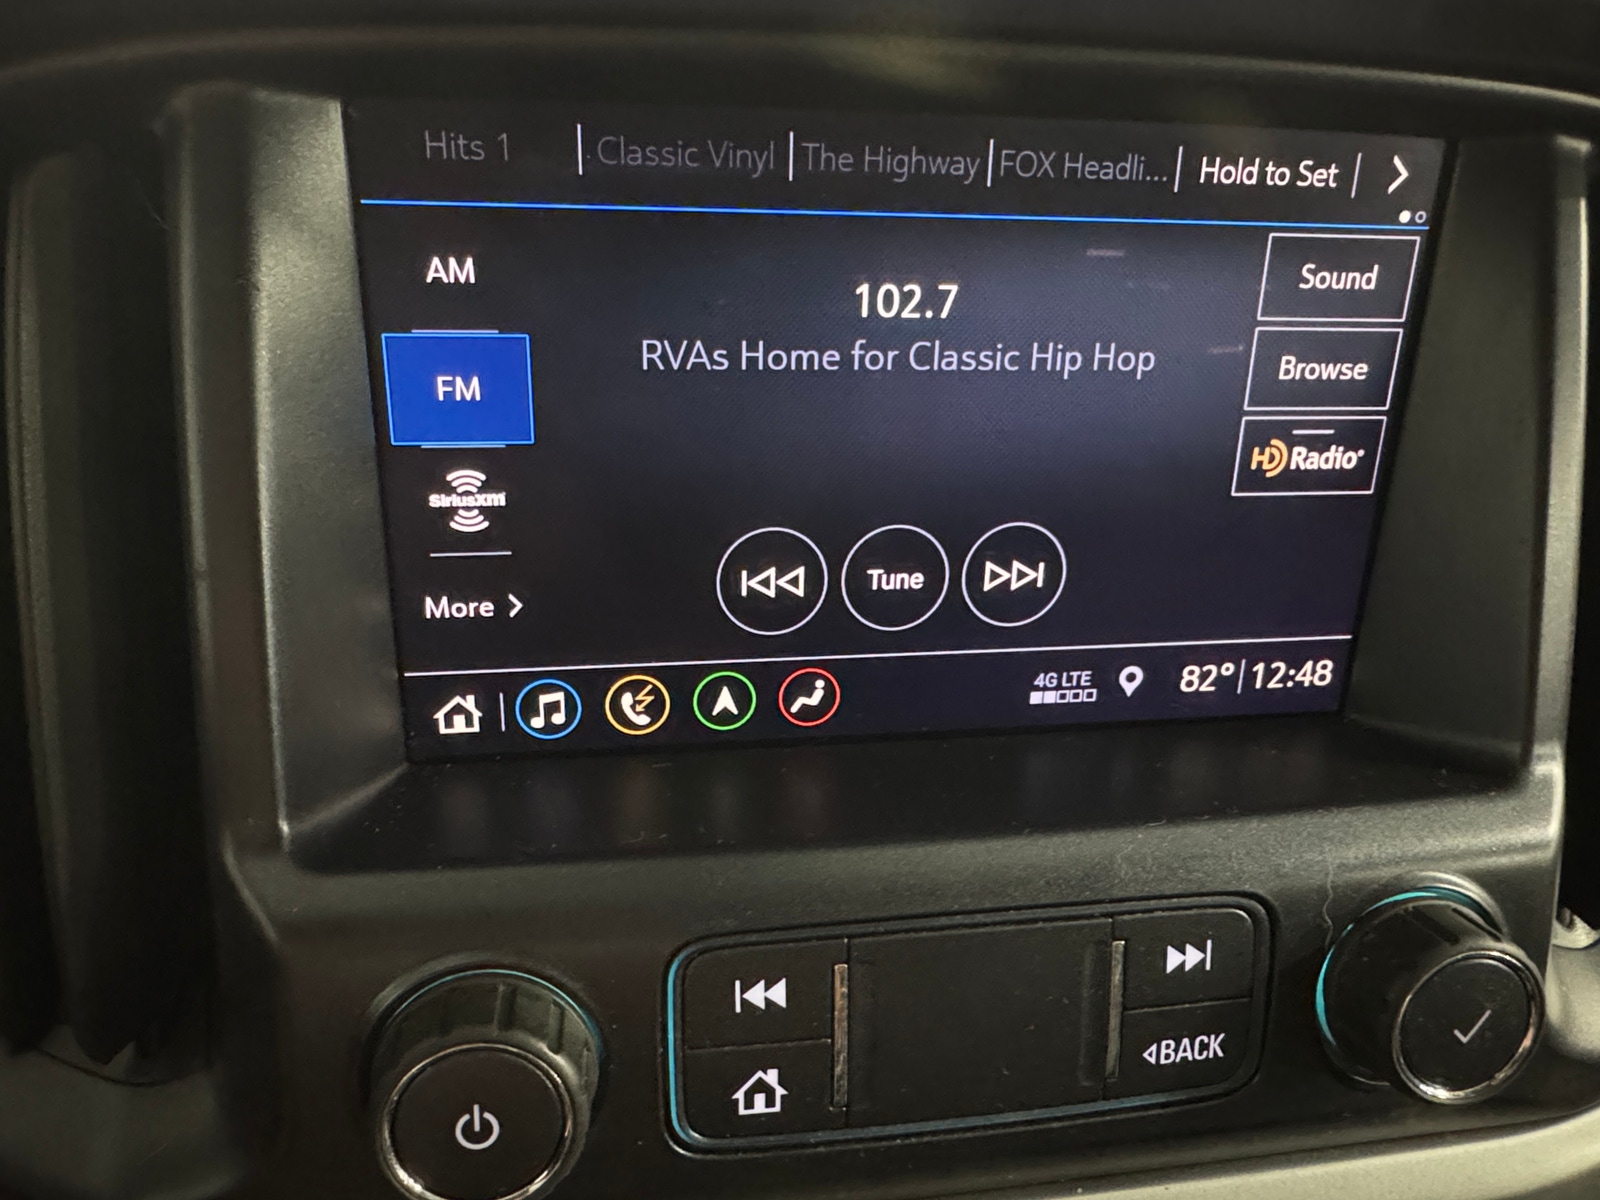 Hits 1
Classic Vinyl
The Highway
FOX Headli...
Hold to Set
AM
102.7
Sound
RVAs Home for Classic Hip Hop
FM
Browse
HD Radio
SiriusXM
Tune
More
4G LTE
82° 12:48
BACK